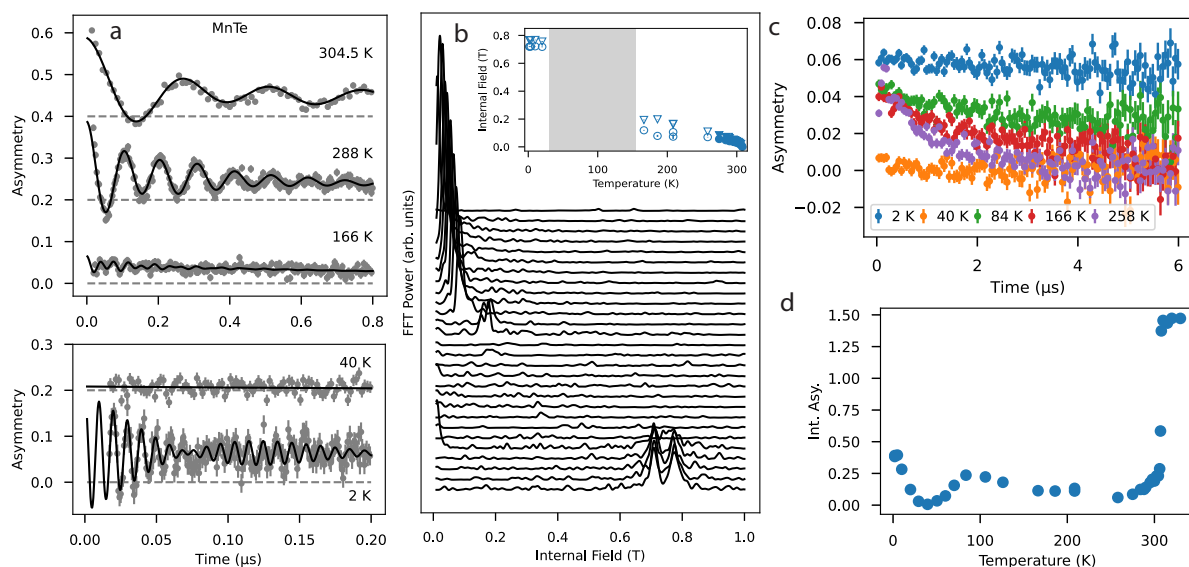 a
MnTe
304.5 K
288 K
166 K
Asymmetry
0.6
0.5
0.4
0.3
0.2
0.1
0.0
0.0 0.2 0.4 0.6 0.8
40 K
2 K
Asymmetry
0.3
0.2
0.1
0.0
0.00 0.05 0.10 0.15 0.20
Time (μs)
b
Internal Field (T)
0.8
0.6
0.4
0.2
0.0
0 100 200 300
Temperature (K)
FFT Power (arb. units)
0.0 0.2 0.4 0.6 0.8 1.0
Internal Field (T)
c
Asymmetry
0.08
0.06
0.04
0.02
0.00
−0.02
2 K 40 K 84 K 166 K 258 K
0 2 4 6
Time (μs)
d
Int. Asy.
1.50
1.25
1.00
0.75
0.50
0.25
0.00
0 100 200 300
Temperature (K)